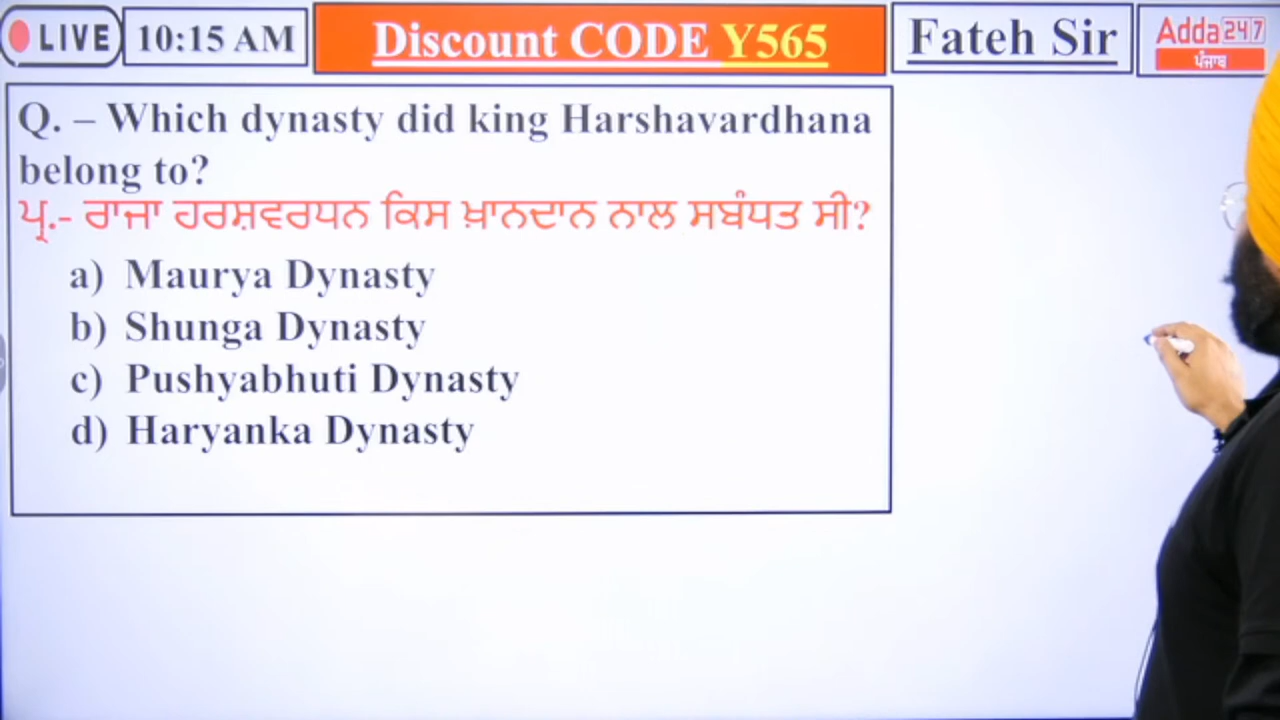 LIVE
10:15 AM
Discount CODE Y565
Fateh Sir
Adda247
ਪੰਜਾਬ
Q. – Which dynasty did king Harshavardhana
belong to?
ਪ੍ਰ.- ਰਾਜਾ ਹਰਸ਼ਵਰਧਨ ਕਿਸ ਖ਼ਾਨਦਾਨ ਨਾਲ ਸਬੰਧਤ ਸੀ?
a) Maurya Dynasty
b) Shunga Dynasty
c) Pushyabhuti Dynasty
d) Haryanka Dynasty